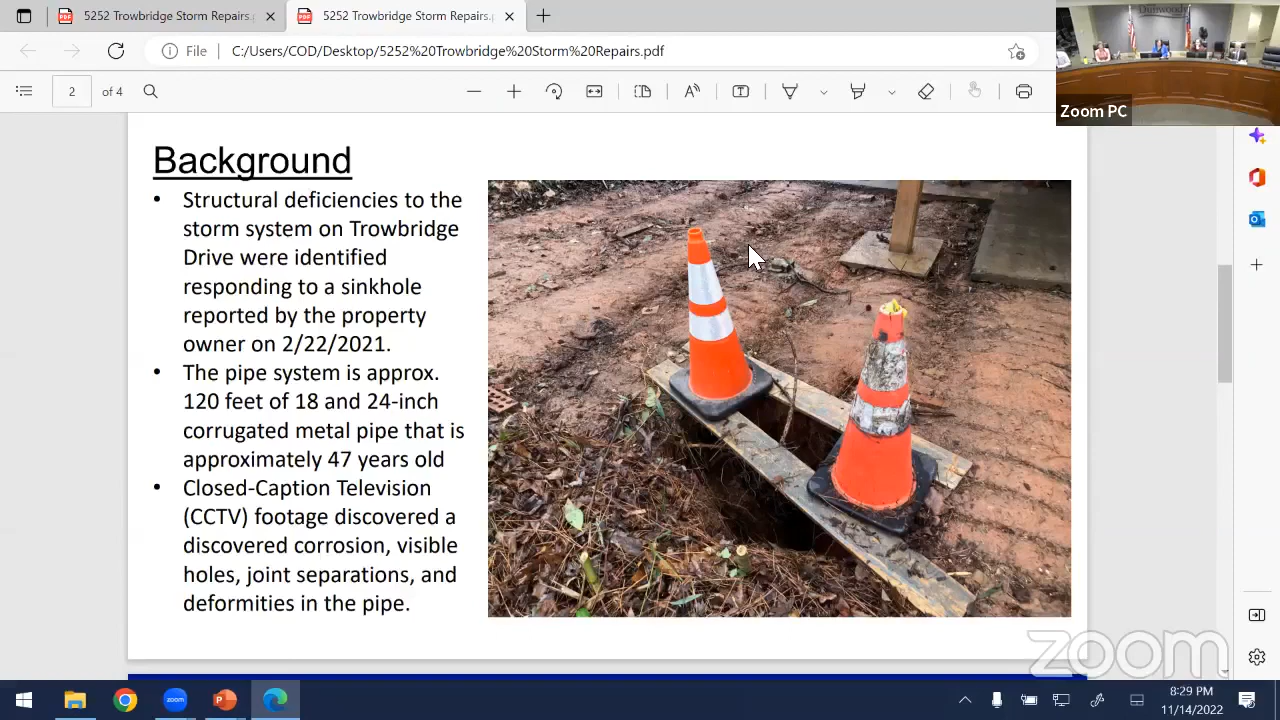 5252 Trowbridge Storm Repairs.p
5252 Trowbridge Storm Repairs.p
File
C:/Users/COD/Desktop/5252%20Trowbridge%20Storm%20Repairs.pdf
2 of 4
Dunwoody
Zoom PC
Background
• Structural deficiencies to the
storm system on Trowbridge
Drive were identified
responding to a sinkhole
reported by the property
owner on 2/22/2021.
• The pipe system is approx.
120 feet of 18 and 24-inch
corrugated metal pipe that is
approximately 47 years old
• Closed-Caption Television
(CCTV) footage discovered a
discovered corrosion, visible
holes, joint separations, and
deformities in the pipe.
zoom
zoom
8:29 PM
11/14/2022